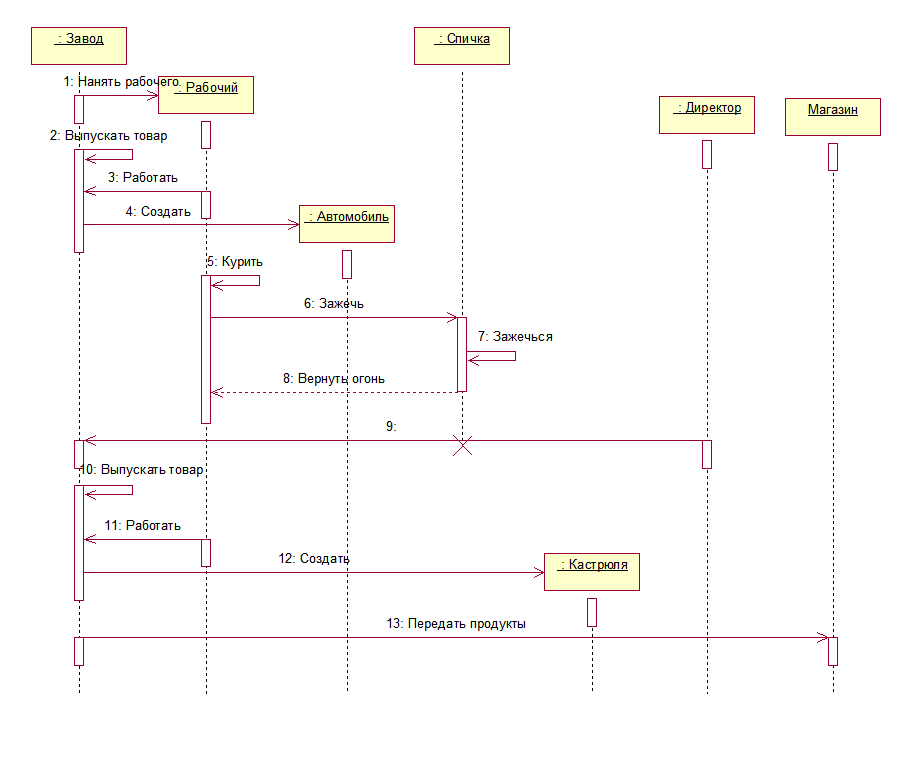 : Завод
: Спичка
1: Нанять рабочего.
: Рабочий
: Директор
Магазин
2: Выпускать товар
3: Работать
4: Создать
: Автомобиль
5: Курить
6: Зажечь
7: Зажечься
8: Вернуть огонь
9:
10: Выпускать товар
11: Работать
12: Создать
: Кастрюля
13: Передать продукты